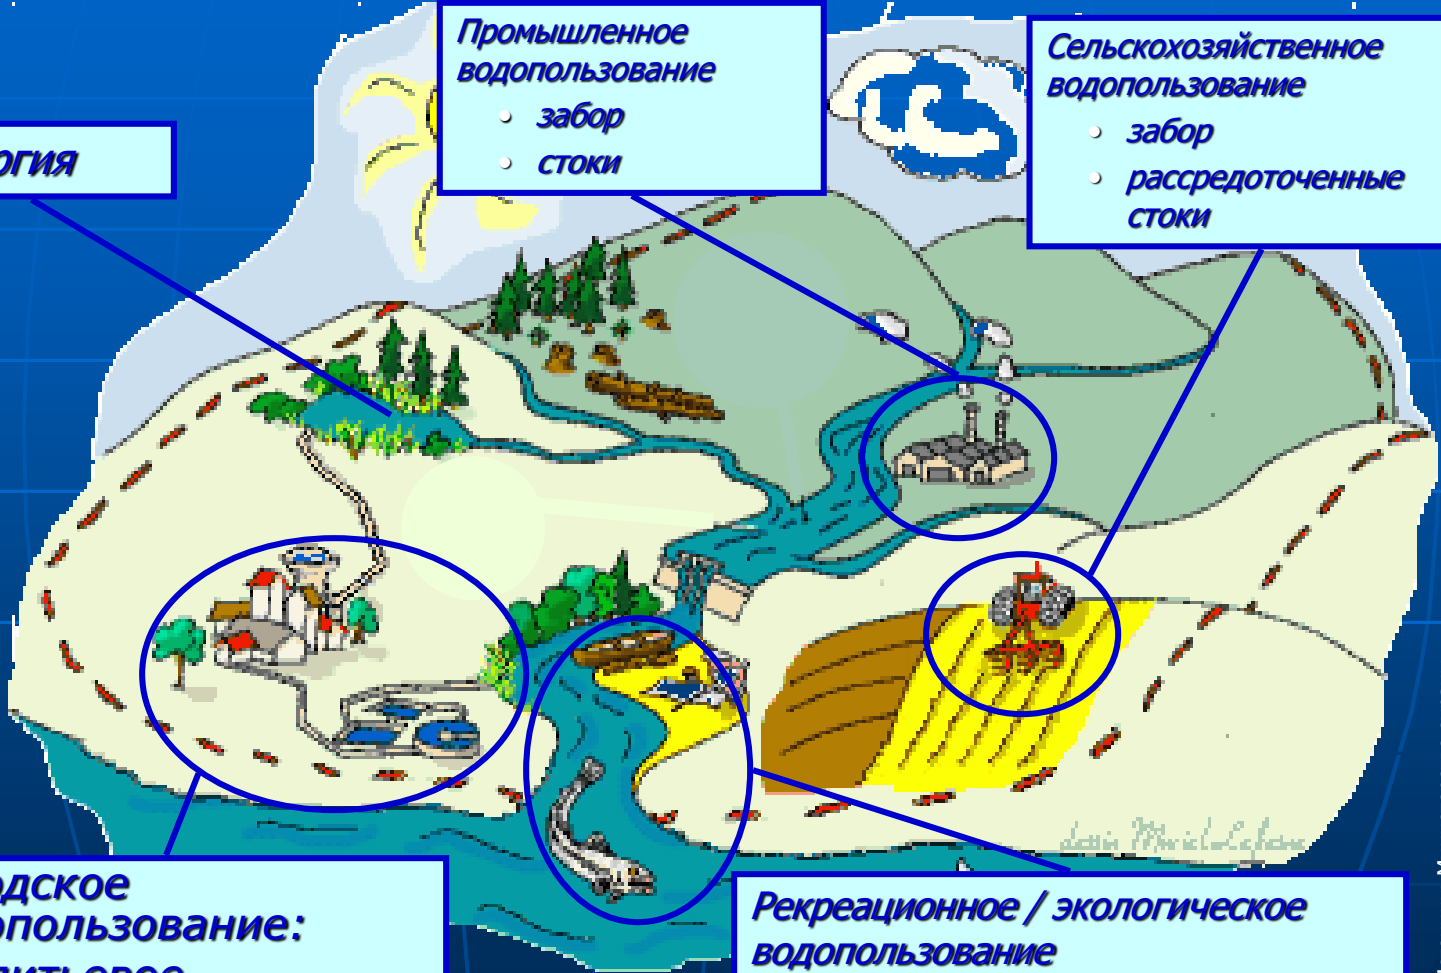 Промышленное
водопользование
• забор
• стоки
Сельскохозяйственное
водопользование
• забор
• рассредоточенные
стоки
огия
одское
опользование:
Рекреационное / экологическое
водопользование